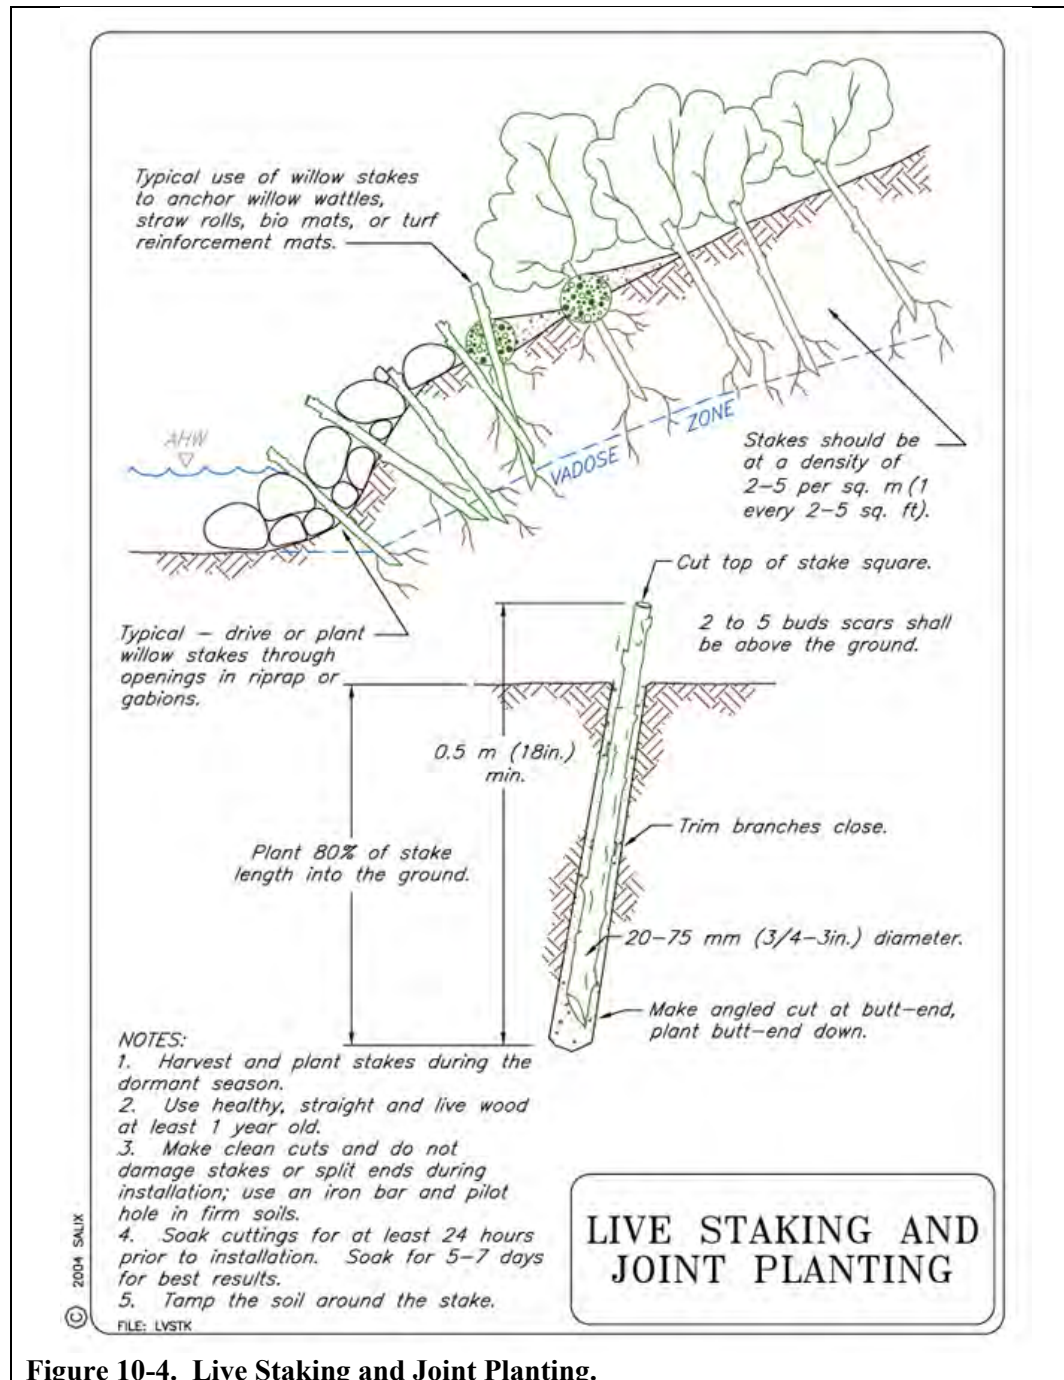 Typical use of willow stakes
to anchor willow wattles,
straw rolls, bio mats, or turf
reinforcement mats.
AHW
VADOSE ZONE
Stakes should be
at a density of
2-5 per sq. m (1
every 2-5 sq. ft).
Typical - drive or plant
willow stakes through
openings in riprap or
gabions.
Cut top of stake square.
2 to 5 buds scars shall
be above the ground.
0.5 m (18in.)
min.
Trim branches close.
Plant 80% of stake
length into the ground.
20-75 mm (3/4-3in.) diameter.
Make angled cut at butt-end,
plant butt-end down.
NOTES:
1. Harvest and plant stakes during the
dormant season.
2. Use healthy, straight and live wood
at least 1 year old.
3. Make clean cuts and do not
damage stakes or split ends during
installation; use an iron bar and pilot
hole in firm soils.
4. Soak cuttings for at least 24 hours
prior to installation. Soak for 5-7 days
for best results.
5. Tamp the soil around the stake.
FILE: LVSTK
© 2004 SALIX
LIVE STAKING AND
JOINT PLANTING
Figure 10-4. Live Staking and Joint Planting.